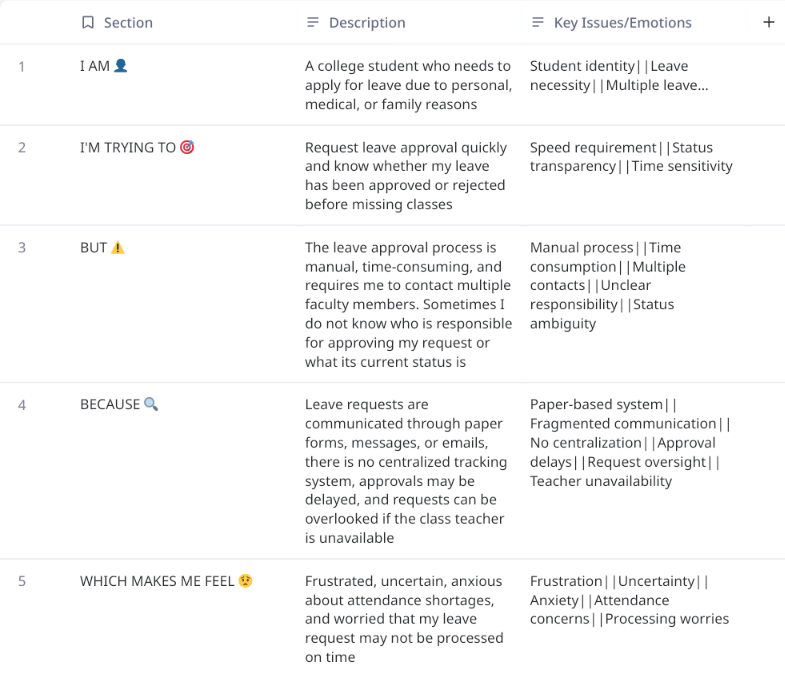 Section Description Key Issues/Emotions
1 I AM 👤
A college student who needs to
apply for leave due to personal,
medical, or family reasons
Student identity||Leave
necessity||Multiple leave...
2 I'M TRYING TO 🎯
Request leave approval quickly
and know whether my leave
has been approved or rejected
before missing classes
Speed requirement||Status
transparency||Time sensitivity
3 BUT ⚠️
The leave approval process is
manual, time-consuming, and
requires me to contact multiple
faculty members. Sometimes I
do not know who is responsible
for approving my request or
what its current status is
Manual process||Time
consumption||Multiple
contacts||Unclear
responsibility||Status
ambiguity
4 BECAUSE 🔍
Leave requests are
communicated through paper
forms, messages, or emails,
there is no centralized tracking
system, approvals may be
delayed, and requests can be
overlooked if the class teacher
is unavailable
Paper-based system||
Fragmented communication||
No centralization||Approval
delays||Request oversight||
Teacher unavailability
5 WHICH MAKES ME FEEL 😟
Frustrated, uncertain, anxious
about attendance shortages,
and worried that my leave
request may not be processed
on time
Frustration||Uncertainty||
Anxiety||Attendance
concerns||Processing worries